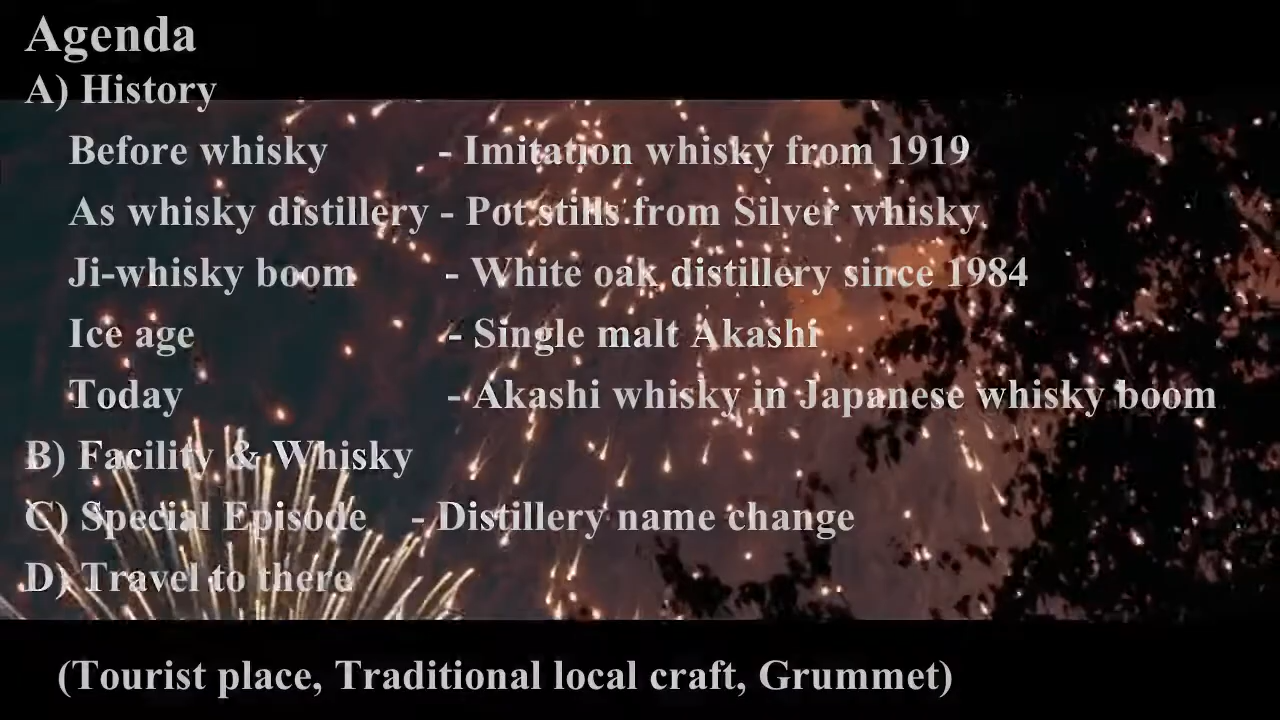 Agenda
A) History
Before whisky - Imitation whisky from 1919
As whisky distillery - Pot stills from Silver whisky
Ji-whisky boom - White oak distillery since 1984
Ice age - Single malt Akashi
Today - Akashi whisky in Japanese whisky boom
B) Facility & Whisky
C) Special Episode - Distillery name change
D) Travel to there
(Tourist place, Traditional local craft, Grummet)